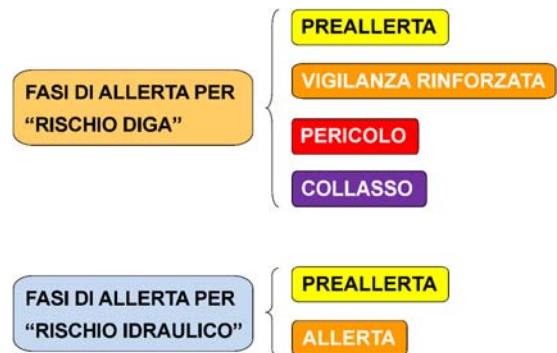 FASI DI ALLERTA PER
“RISCHIO DIGA”
PREALLERTA
VIGILANZA RINFORZATA
PERICOLO
COLLASSO
FASI DI ALLERTA PER
“RISCHIO IDRAULICO”
PREALLERTA
ALLERTA